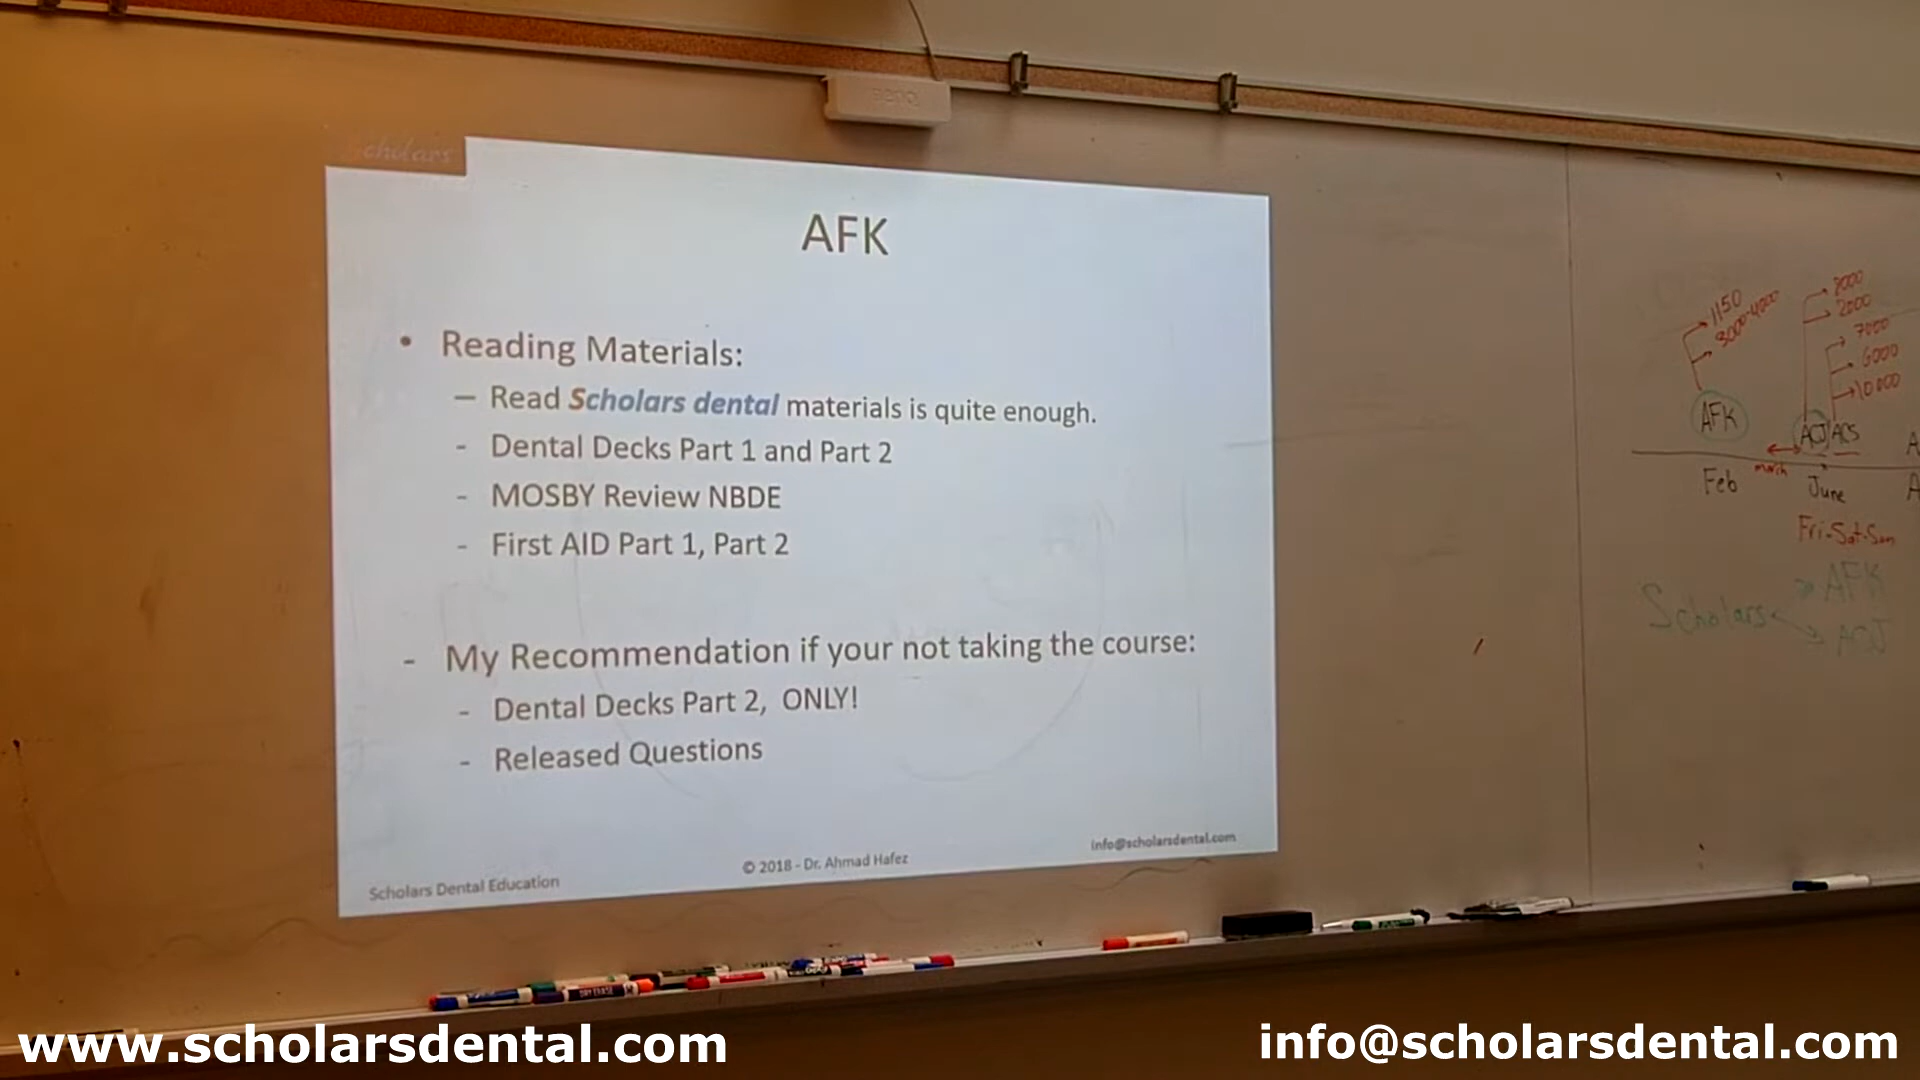 BenQ
Scholars
AFK
• Reading Materials:
– Read Scholars dental materials is quite enough.
- Dental Decks Part 1 and Part 2
- MOSBY Review NBDE
- First AID Part 1, Part 2
- My Recommendation if your not taking the course:
- Dental Decks Part 2, ONLY!
- Released Questions
Scholars Dental Education
© 2018 - Dr. Ahmad Hafez
info@scholarsdental.com
1150
3000-4000
2000
7000
6000
10000
AFK
ACJ
ACS
A
Feb
march
June
A
Fri-Sat-Sun
Scholars
AFK
ACJ
www.scholarsdental.com
info@scholarsdental.com